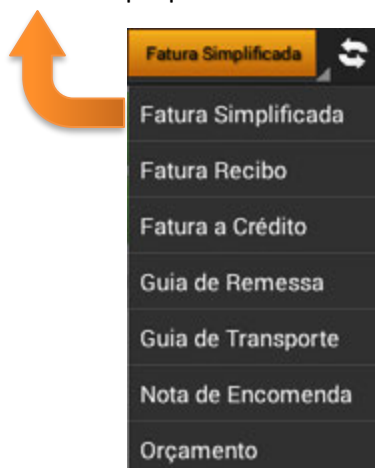 Fatura Simplificada
Fatura Simplificada
Fatura Recibo
Fatura a Crédito
Guia de Remessa
Guia de Transporte
Nota de Encomenda
Orçamento